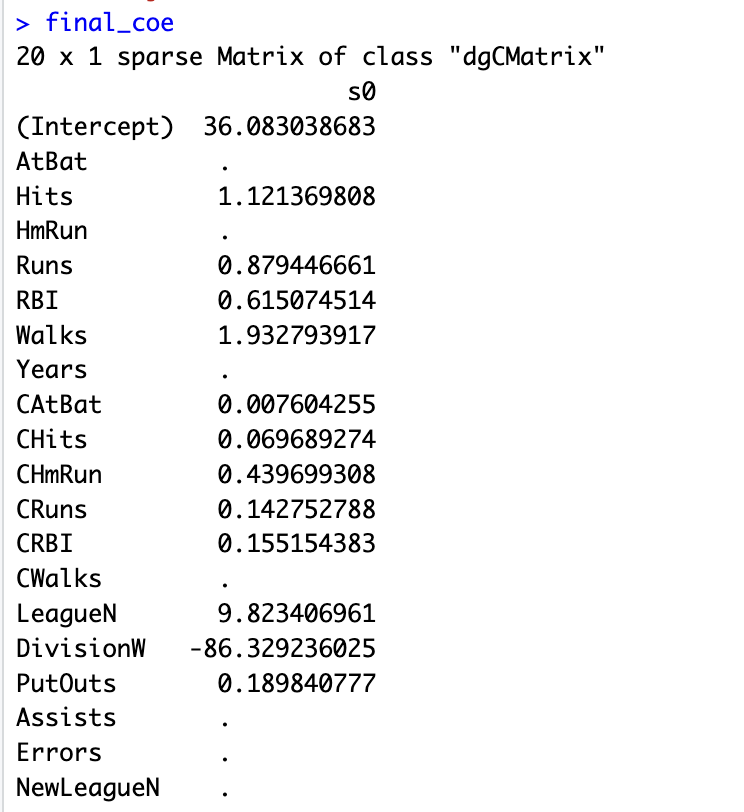 > final_coe
20 x 1 sparse Matrix of class "dgCMatrix"
                       s0
(Intercept)  36.083038683
AtBat         .
Hits          1.121369808
HmRun         .
Runs          0.879446661
RBI           0.615074514
Walks         1.932793917
Years         .
CAtBat        0.007604255
CHits         0.069689274
CHmRun        0.439699308
CRuns         0.142752788
CRBI          0.155154383
CWalks        .
LeagueN       9.823406961
DivisionW   -86.329236025
PutOuts       0.189840777
Assists       .
Errors        .
NewLeagueN    .